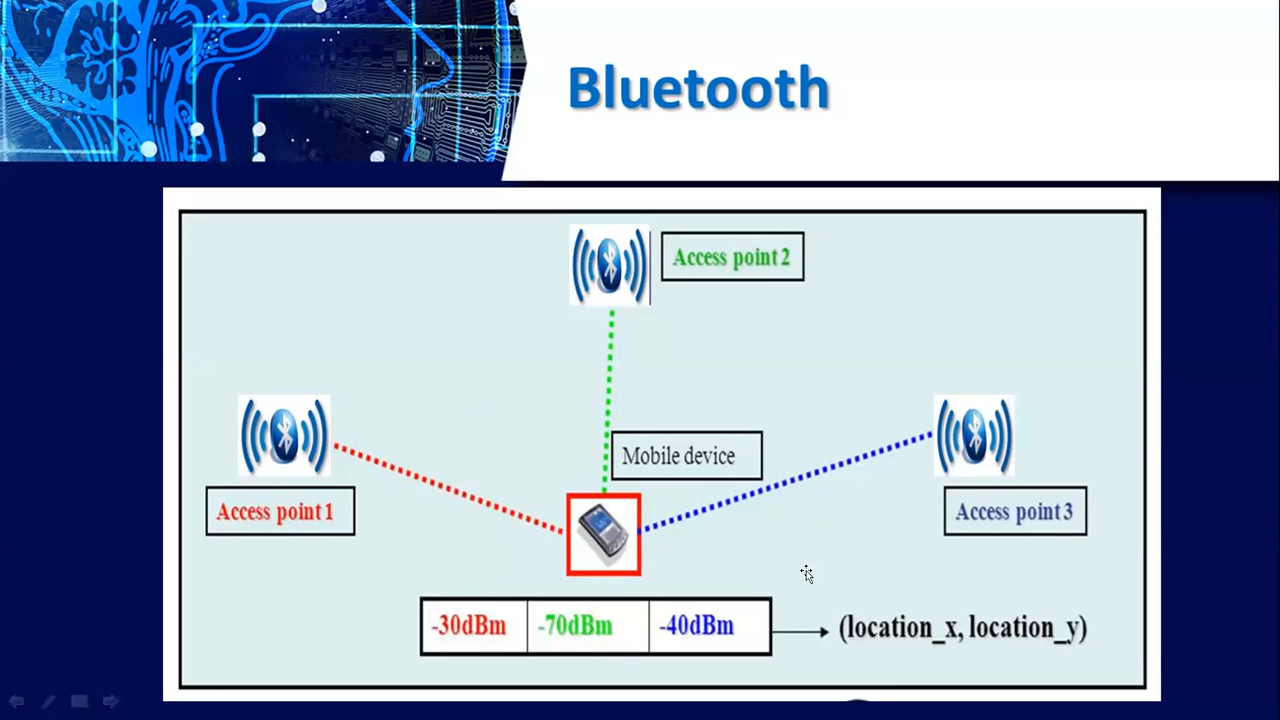 Bluetooth
Access point 2
Mobile device
Access point 1
Access point 3
-30dBm -70dBm -40dBm (location_x, location_y)